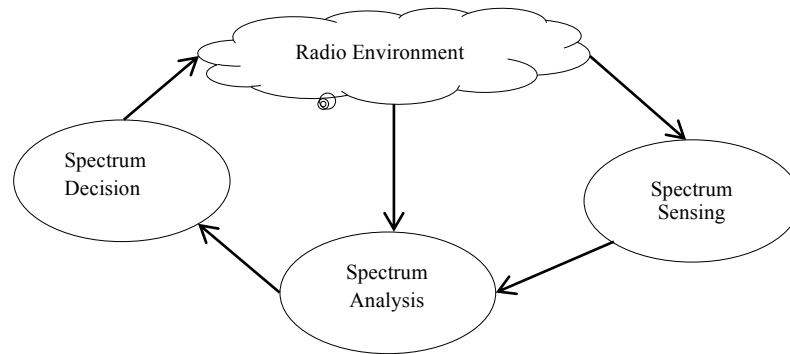 Radio Environment
Spectrum
Decision
Spectrum
Sensing
Spectrum
Analysis